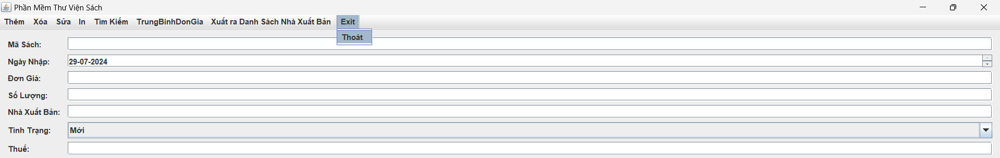 Phần Mềm Thư Viện Sách
Thêm Xóa Sửa In Tìm Kiếm TrungBinhDonGia Xuất ra Danh Sách Nhà Xuất Bản Exit
Thoát
Mã Sách:
Ngày Nhập: 29-07-2024
Đơn Giá:
Số Lượng:
Nhà Xuất Bản:
Tình Trạng: Mới
Thuế: